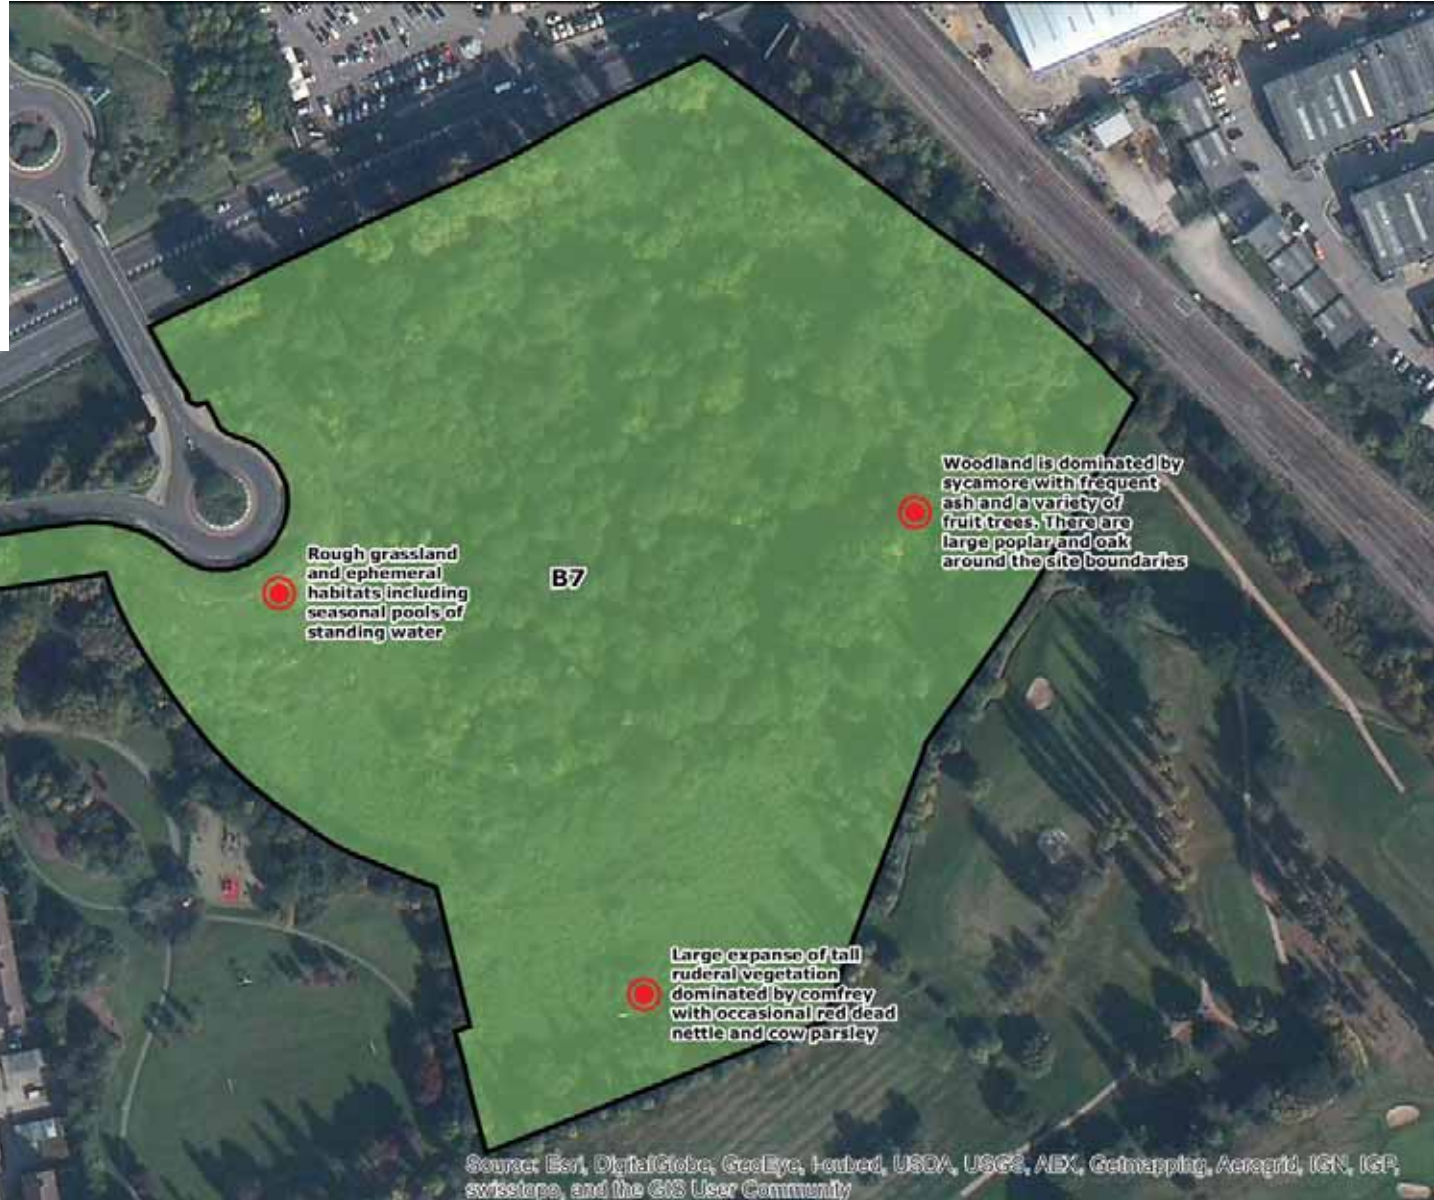 Woodland is dominated by
sycamore with frequent
ash and a variety of
fruit trees. There are
large poplar and oak
around the site boundaries
Rough grassland
and ephemeral
habitats including
seasonal pools of
standing water
B7
Large expanse of tall
ruderal vegetation
dominated by comfrey
with occasional red dead
nettle and cow parsley
Source: Esri, DigitalGlobe, GeoEye, i-cubed, USDA, USGS, AEX, Getmapping, Aerogrid, IGN, IGP,
swisstopo, and the GIS User Community